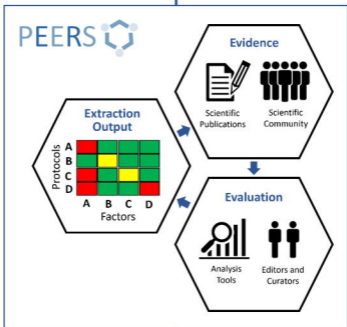 PEERS
Evidence
Scientific
Publications
Scientific
Community
Extraction
Output
Protocols
A
B
C
D
A B C D
Factors
Evaluation
Analysis
Tools
Editors and
Curators